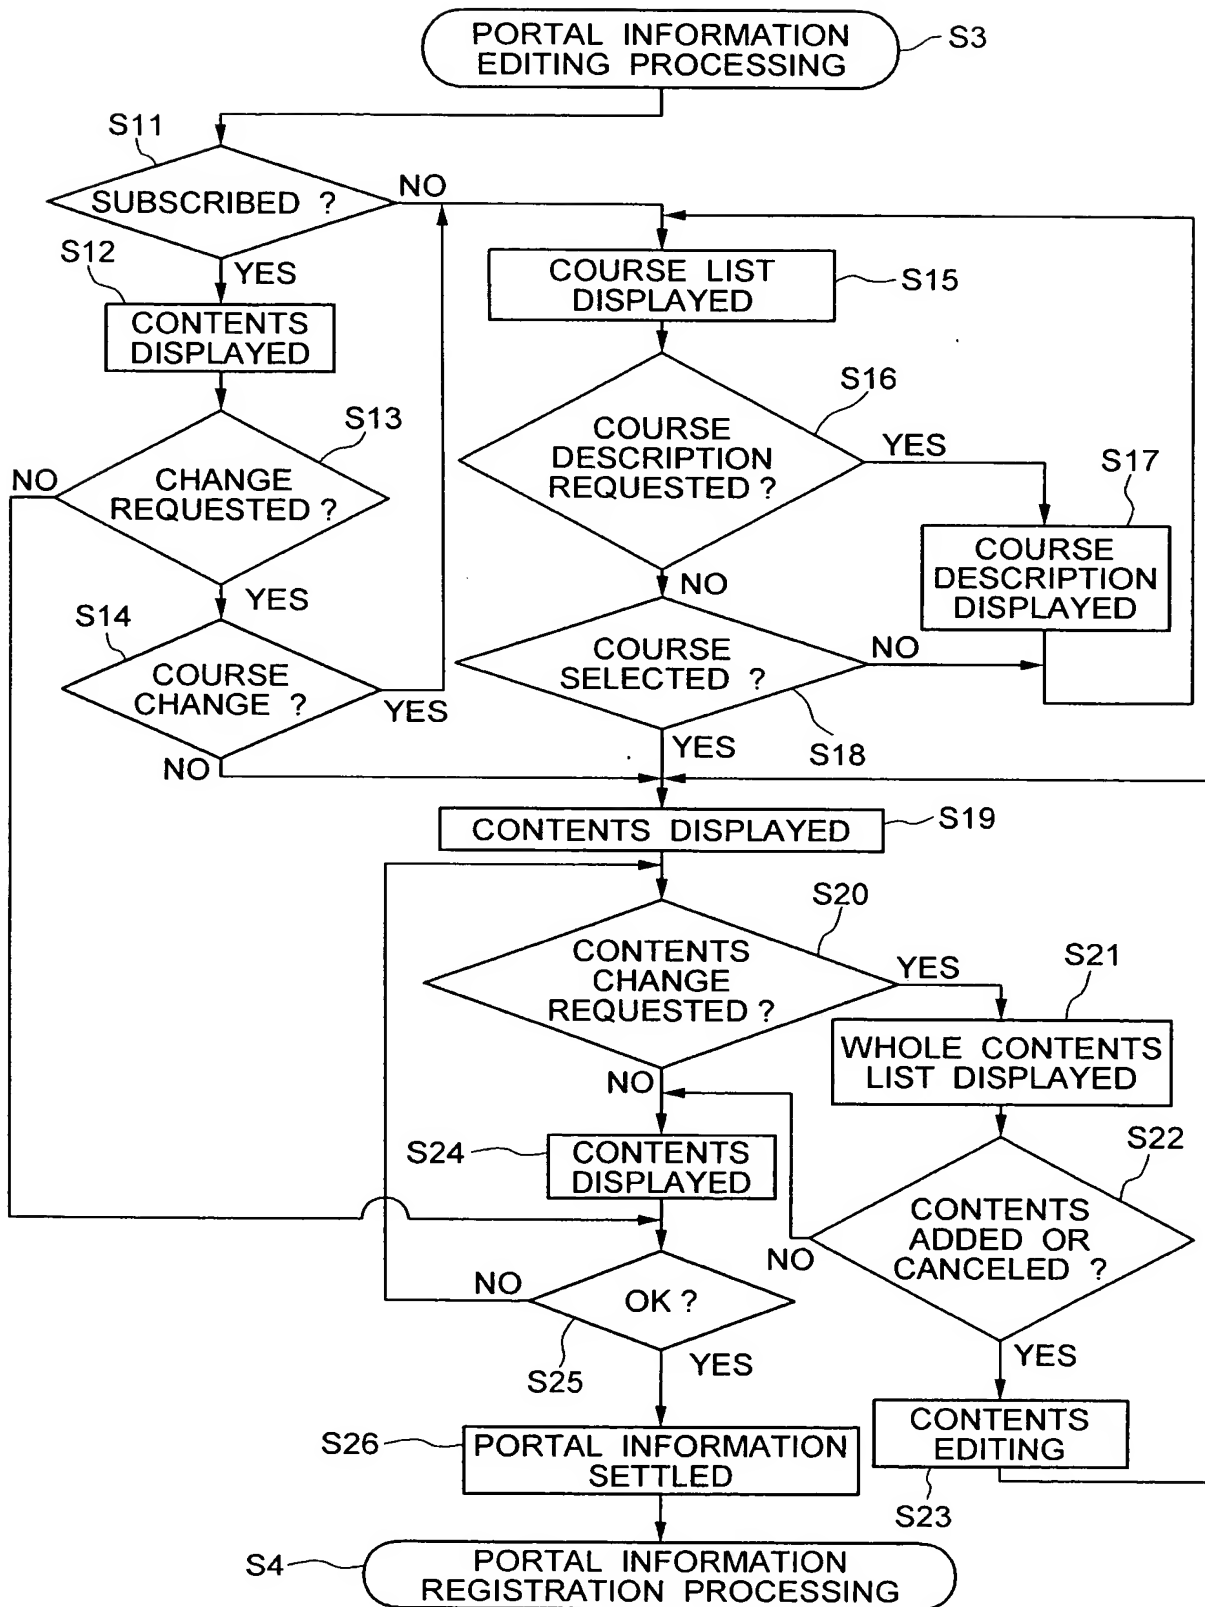 PORTAL INFORMATION
EDITING PROCESSING
S3
S11
SUBSCRIBED ?
NO
YES
S12
CONTENTS
DISPLAYED
COURSE LIST
DISPLAYED
S15
S13
CHANGE
REQUESTED ?
NO
YES
S16
COURSE
DESCRIPTION
REQUESTED ?
YES
NO
S17
COURSE
DESCRIPTION
DISPLAYED
S14
COURSE
CHANGE ?
YES
NO
COURSE
SELECTED ?
NO
YES
S18
CONTENTS DISPLAYED
S19
S20
CONTENTS
CHANGE
REQUESTED ?
YES
NO
S21
WHOLE CONTENTS
LIST DISPLAYED
S24
CONTENTS
DISPLAYED
S22
CONTENTS
ADDED OR
CANCELED ?
NO
YES
NO
OK ?
YES
S25
CONTENTS
EDITING
S23
S26
PORTAL INFORMATION
SETTLED
S4
PORTAL INFORMATION
REGISTRATION PROCESSING